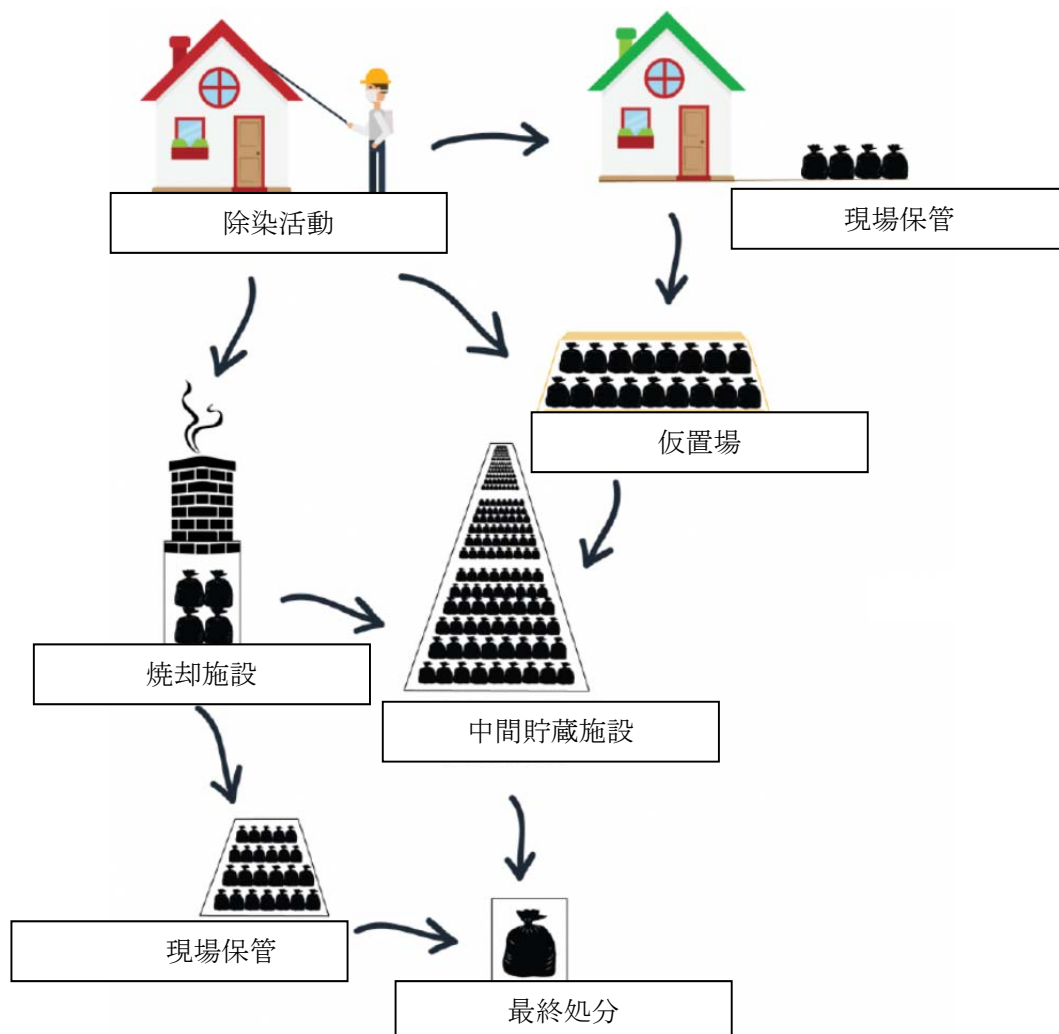 除染活動
現場保管
仮置場
焼却施設
中間貯蔵施設
現場保管
最終処分